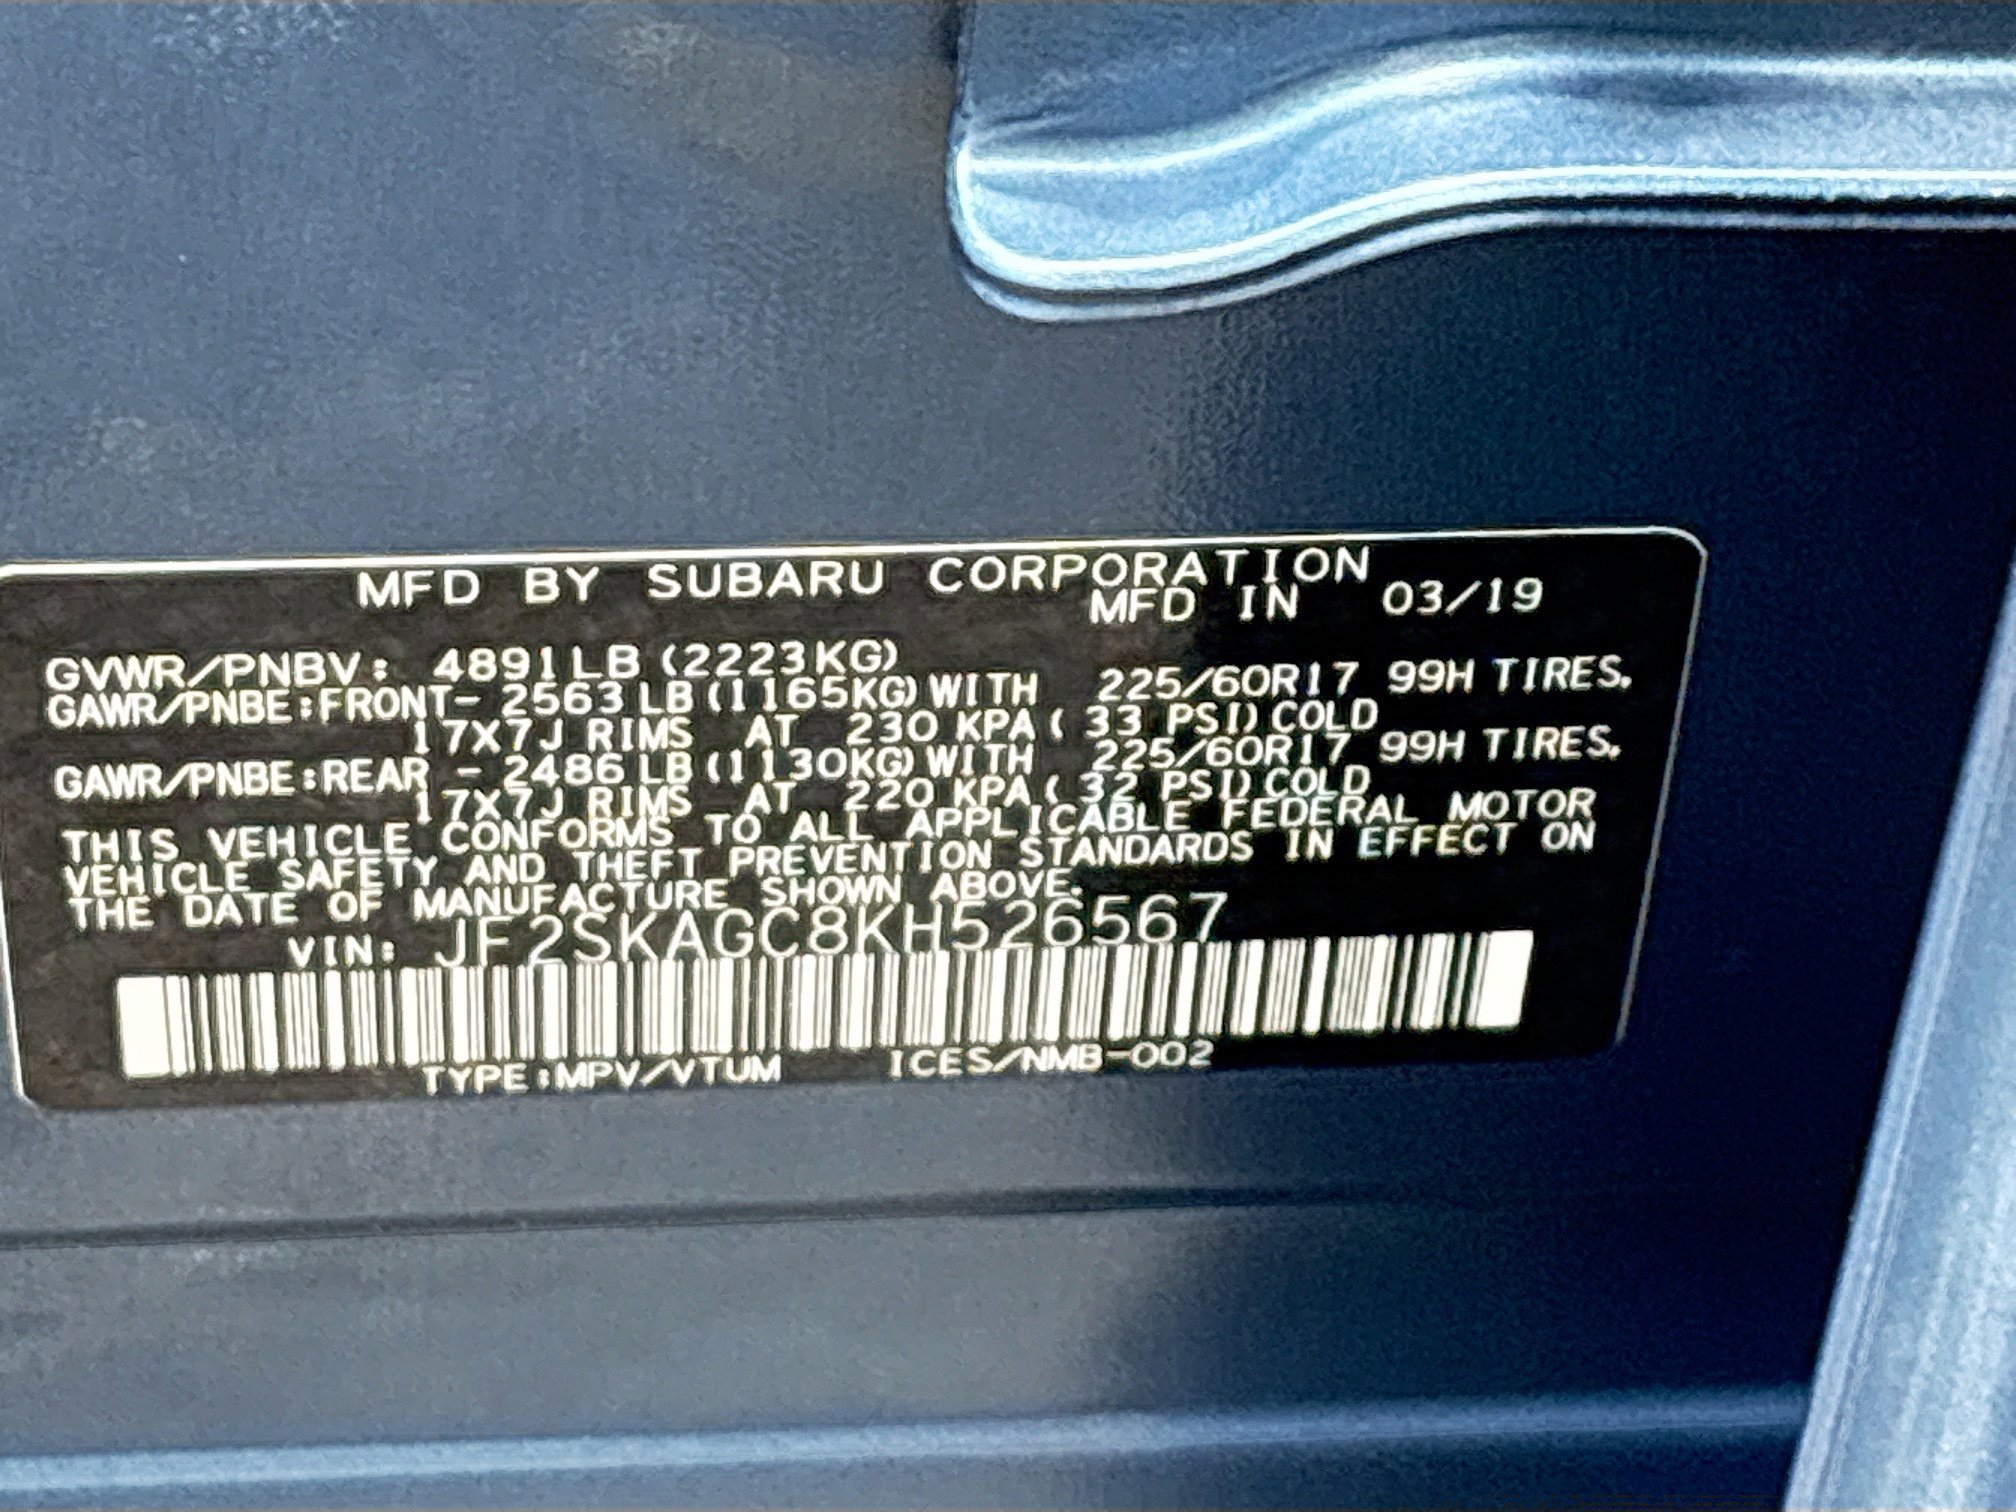 MFD BY SUBARU CORPORATION
MFD IN 03/19
GVWR/PNBV: 4891LB (2223KG)
GAWR/PNBE:FRONT- 2563LB (1165KG) WITH 225/60R17 99H TIRES.
17X7J RIMS AT 230 KPA ( 33 PSI) COLD
GAWR/PNBE:REAR - 2486LB (1130KG) WITH 225/60R17 99H TIRES.
17X7J RIMS AT 220 KPA ( 32 PSI) COLD
THIS VEHICLE CONFORMS TO ALL APPLICABLE FEDERAL MOTOR
VEHICLE SAFETY AND THEFT PREVENTION STANDARDS IN EFFECT ON
THE DATE OF MANUFACTURE SHOWN ABOVE.
VIN: JF2SKAGC8KH526567
TYPE:MPV/VTUM ICES/NMB-002